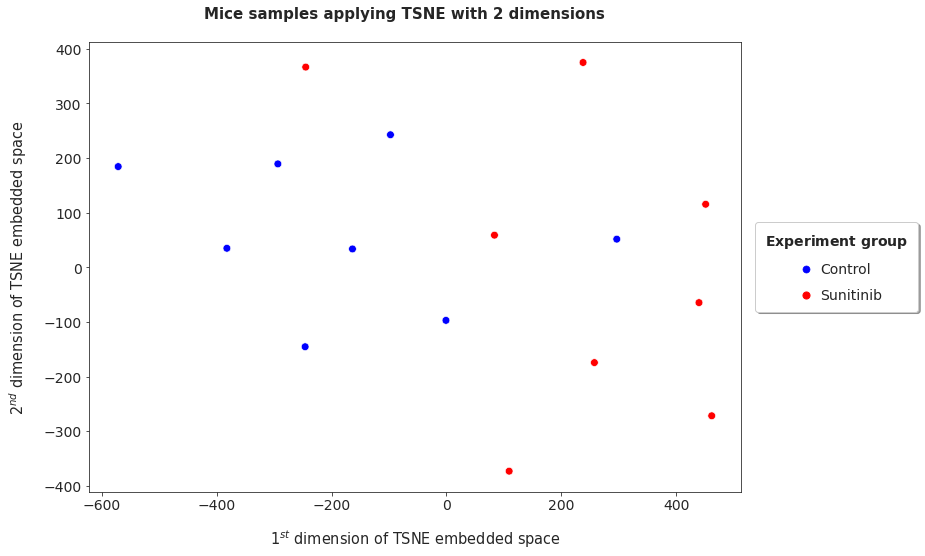 Mice samples applying TSNE with 2 dimensions
400
300
200
100
0
−100
−200
−300
−400
−600
−400
−200
0
200
400
2nd dimension of TSNE embedded space
1st dimension of TSNE embedded space
Experiment group
Control
Sunitinib